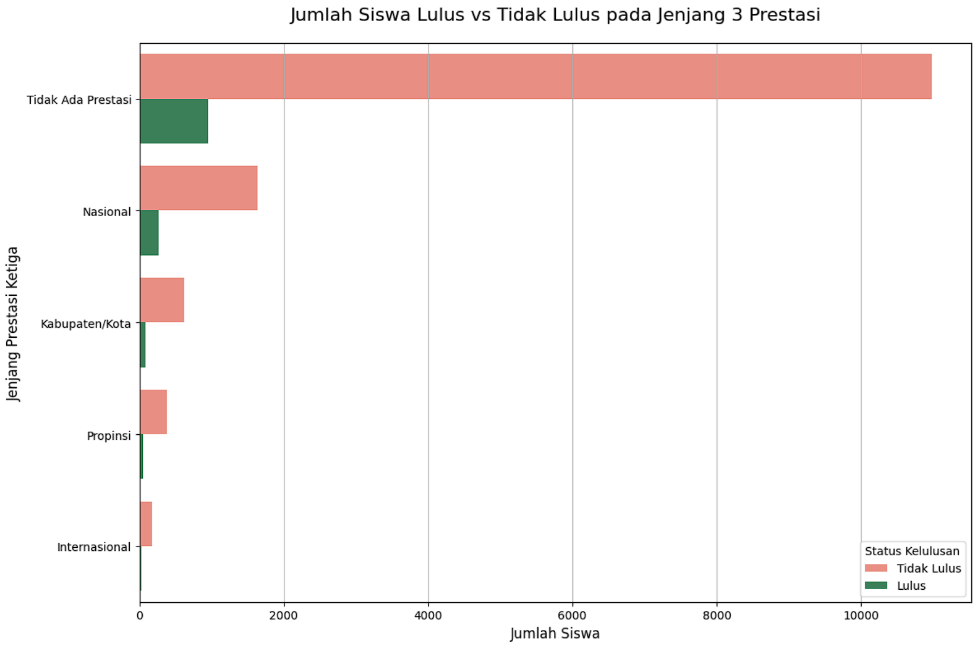 Jumlah Siswa Lulus vs Tidak Lulus pada Jenjang 3 Prestasi
Jenjang Prestasi Ketiga
Tidak Ada Prestasi
Nasional
Kabupaten/Kota
Propinsi
Internasional
Status Kelulusan
Tidak Lulus
Lulus
0 2000 4000 6000 8000 10000
Jumlah Siswa